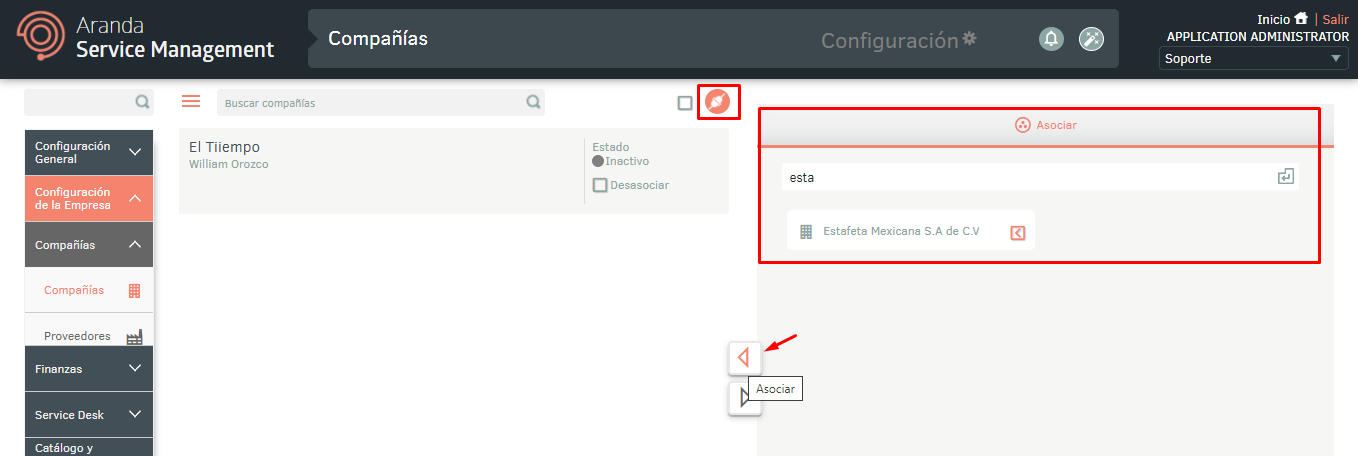 Aranda
Service Management
Compañías
Configuración
Inicio | Salir
APPLICATION ADMINISTRATOR
Soporte
Buscar compañías
Configuración
General
Configuración
de la Empresa
Compañías
Compañías
Proveedores
Finanzas
Service Desk
Catálogo y
El Tiiempo
William Orozco
Estado
Inactivo
Desasociar
Asociar
esta
Estafeta Mexicana S.A de C.V
Asociar